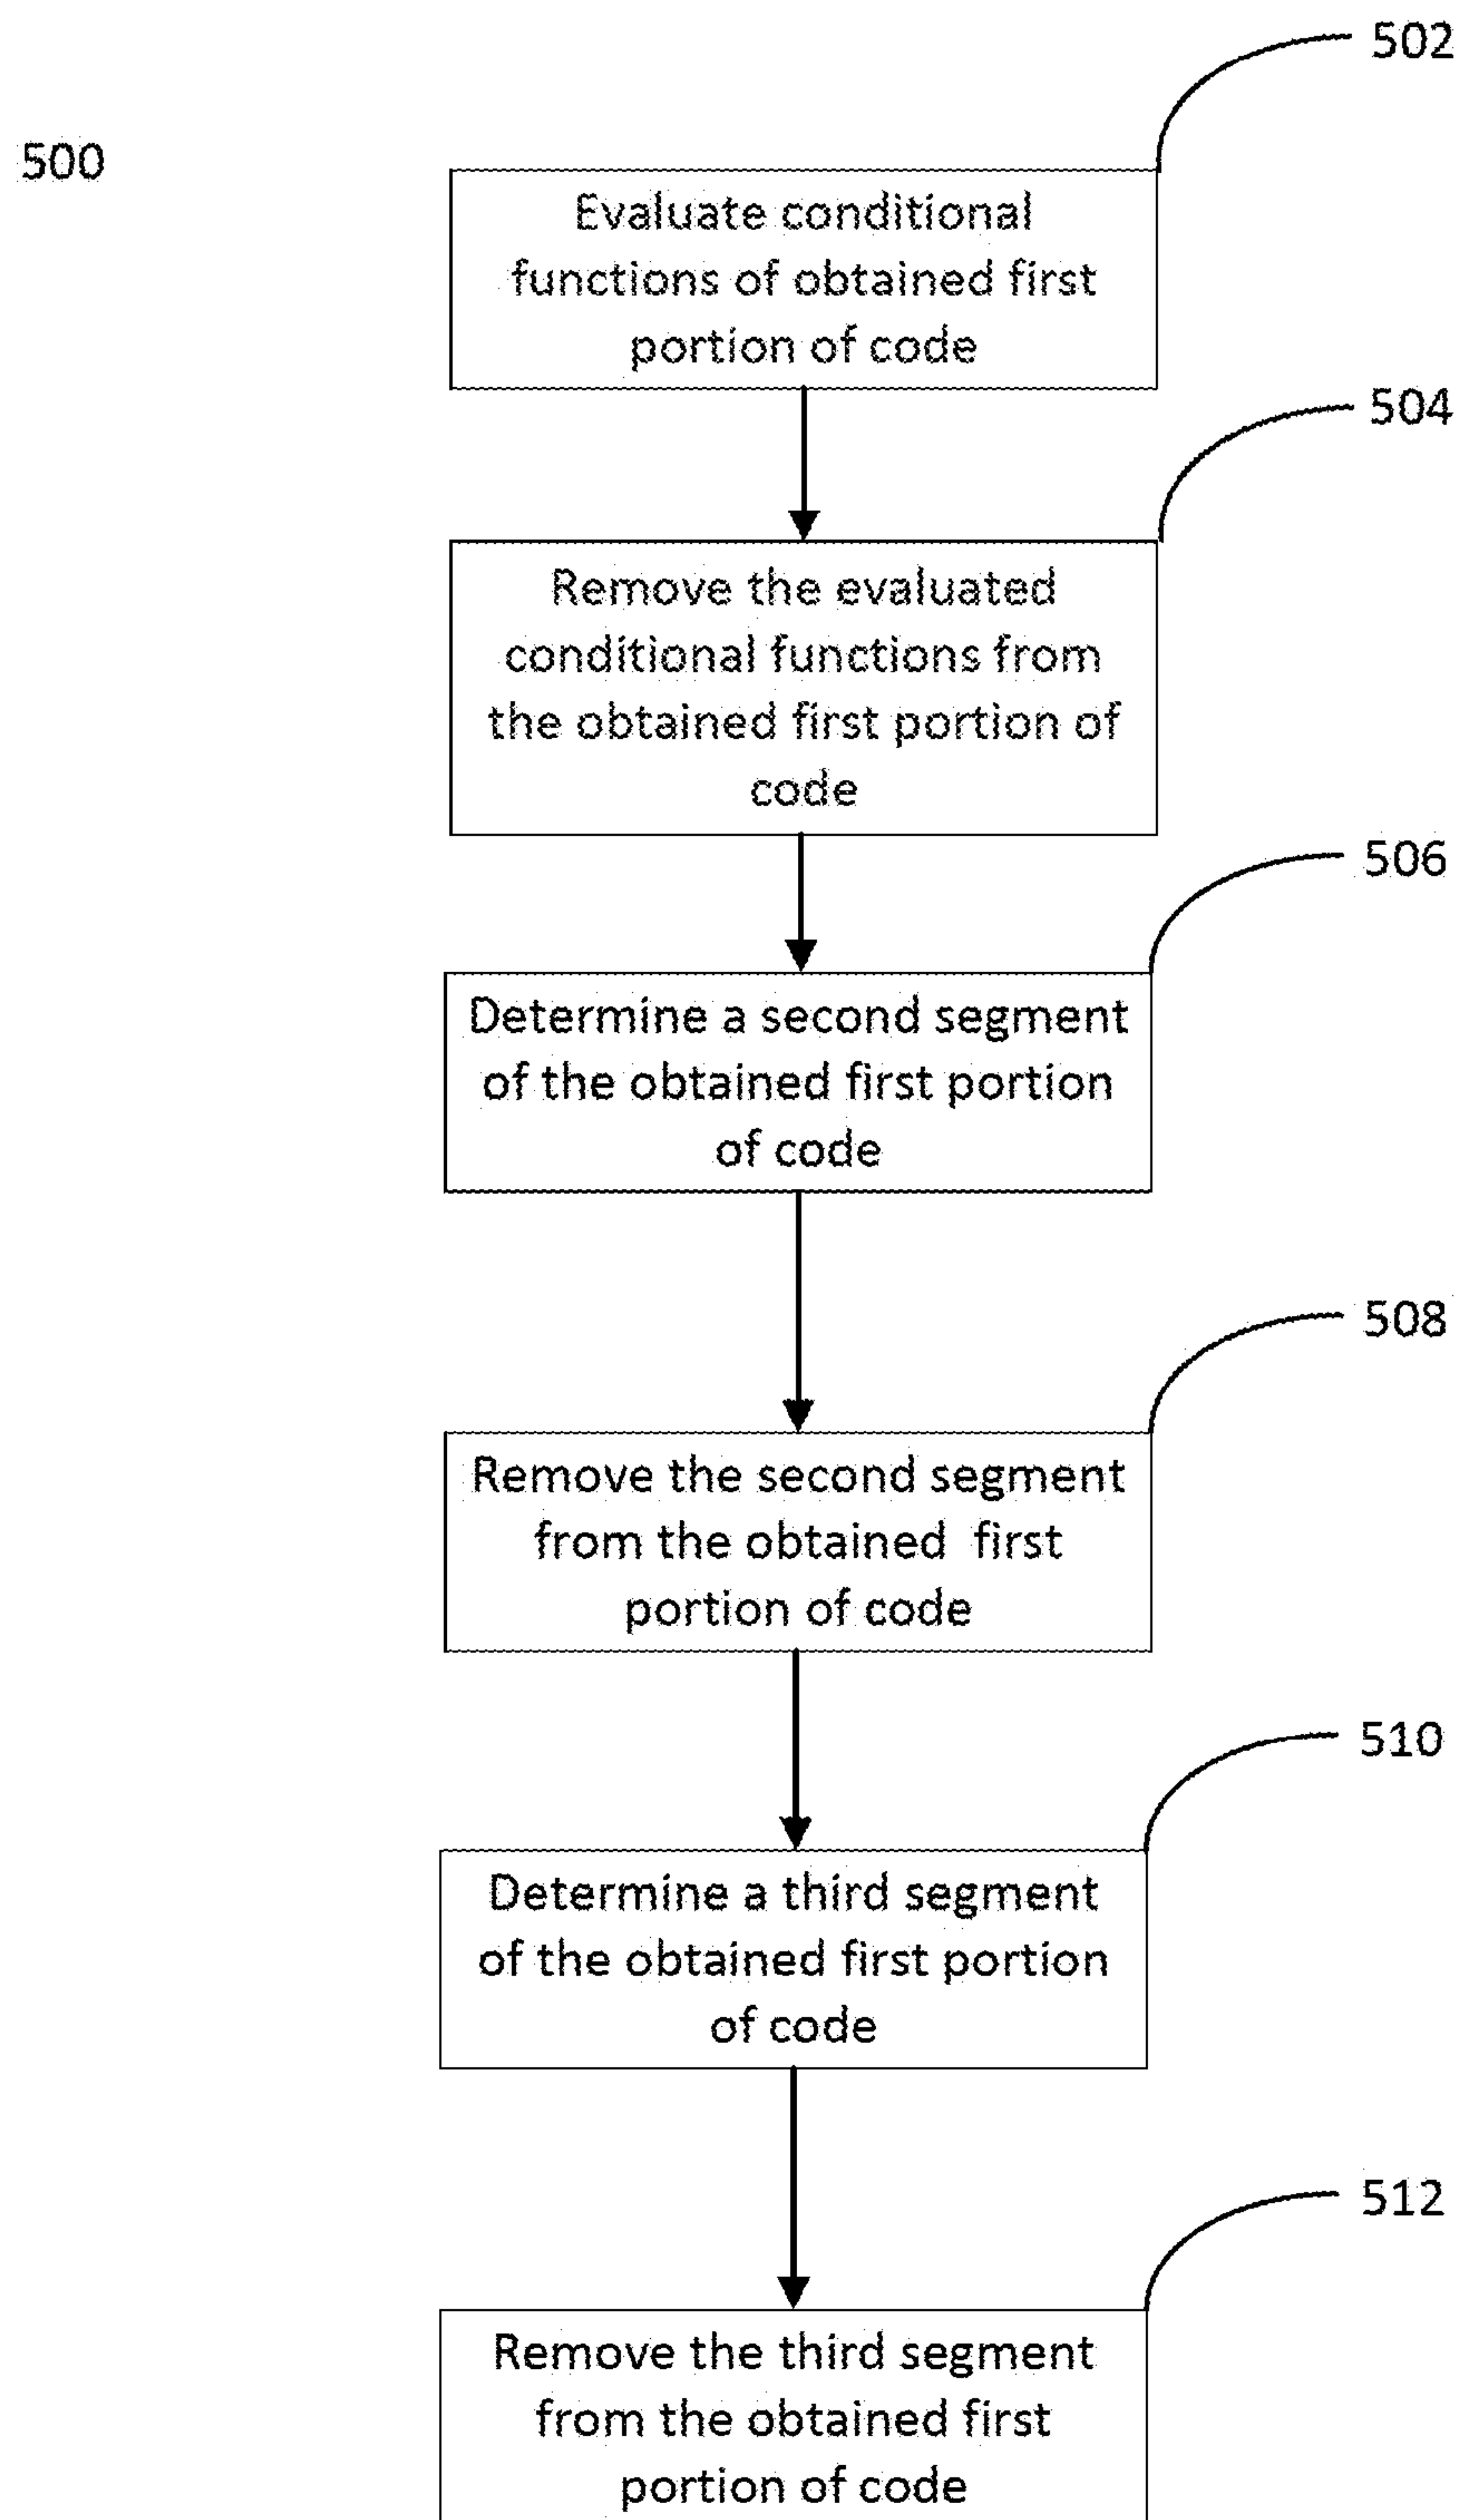 502
500
Evaluate conditional
functions of obtained first
portion of code
504
Remove the evaluated
conditional functions from
the obtained first portion of
code
506
Determine a second segment
of the obtained first portion
of code
508
Remove the second segment
from the obtained first
portion of code
510
Determine a third segment
of the obtained first portion
of code
512
Remove the third segment
from the obtained first
portion of code